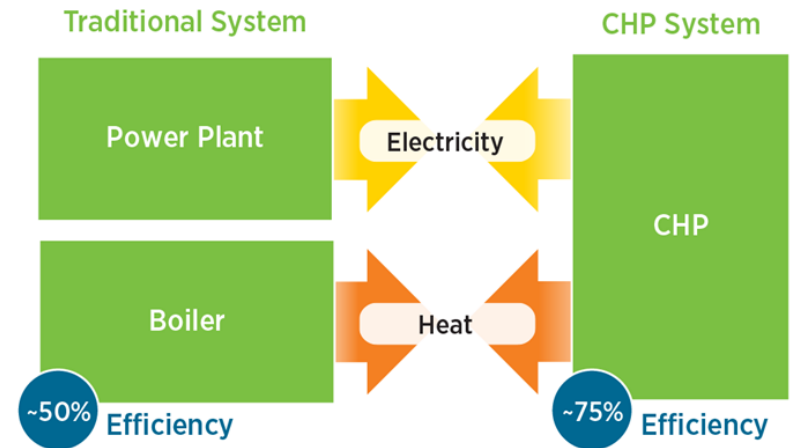 Traditional System
CHP System
Power Plant
Electricity
CHP
Boiler
Heat
~50% Efficiency
~75% Efficiency